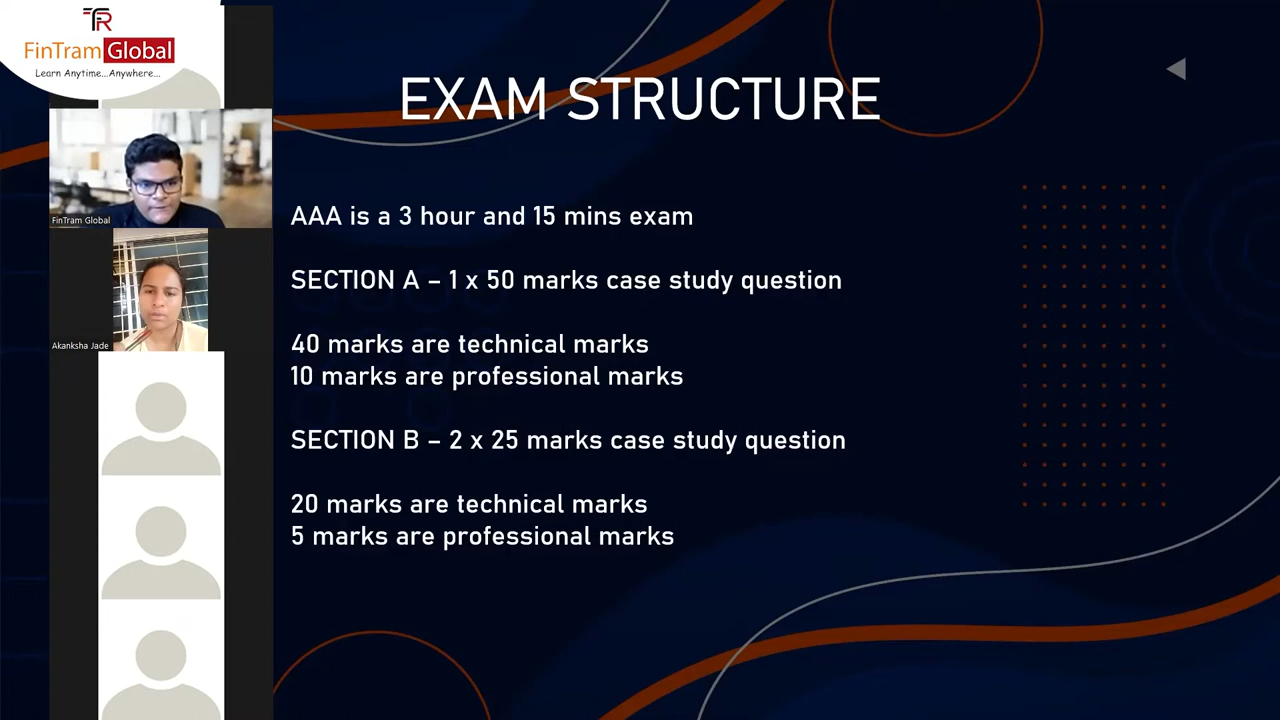 TR
FinTram Global
Learn Anytime...Anywhere...
FinTram Global
Akanksha Jade
EXAM STRUCTURE
AAA is a 3 hour and 15 mins exam
SECTION A – 1 x 50 marks case study question
40 marks are technical marks
10 marks are professional marks
SECTION B – 2 x 25 marks case study question
20 marks are technical marks
5 marks are professional marks